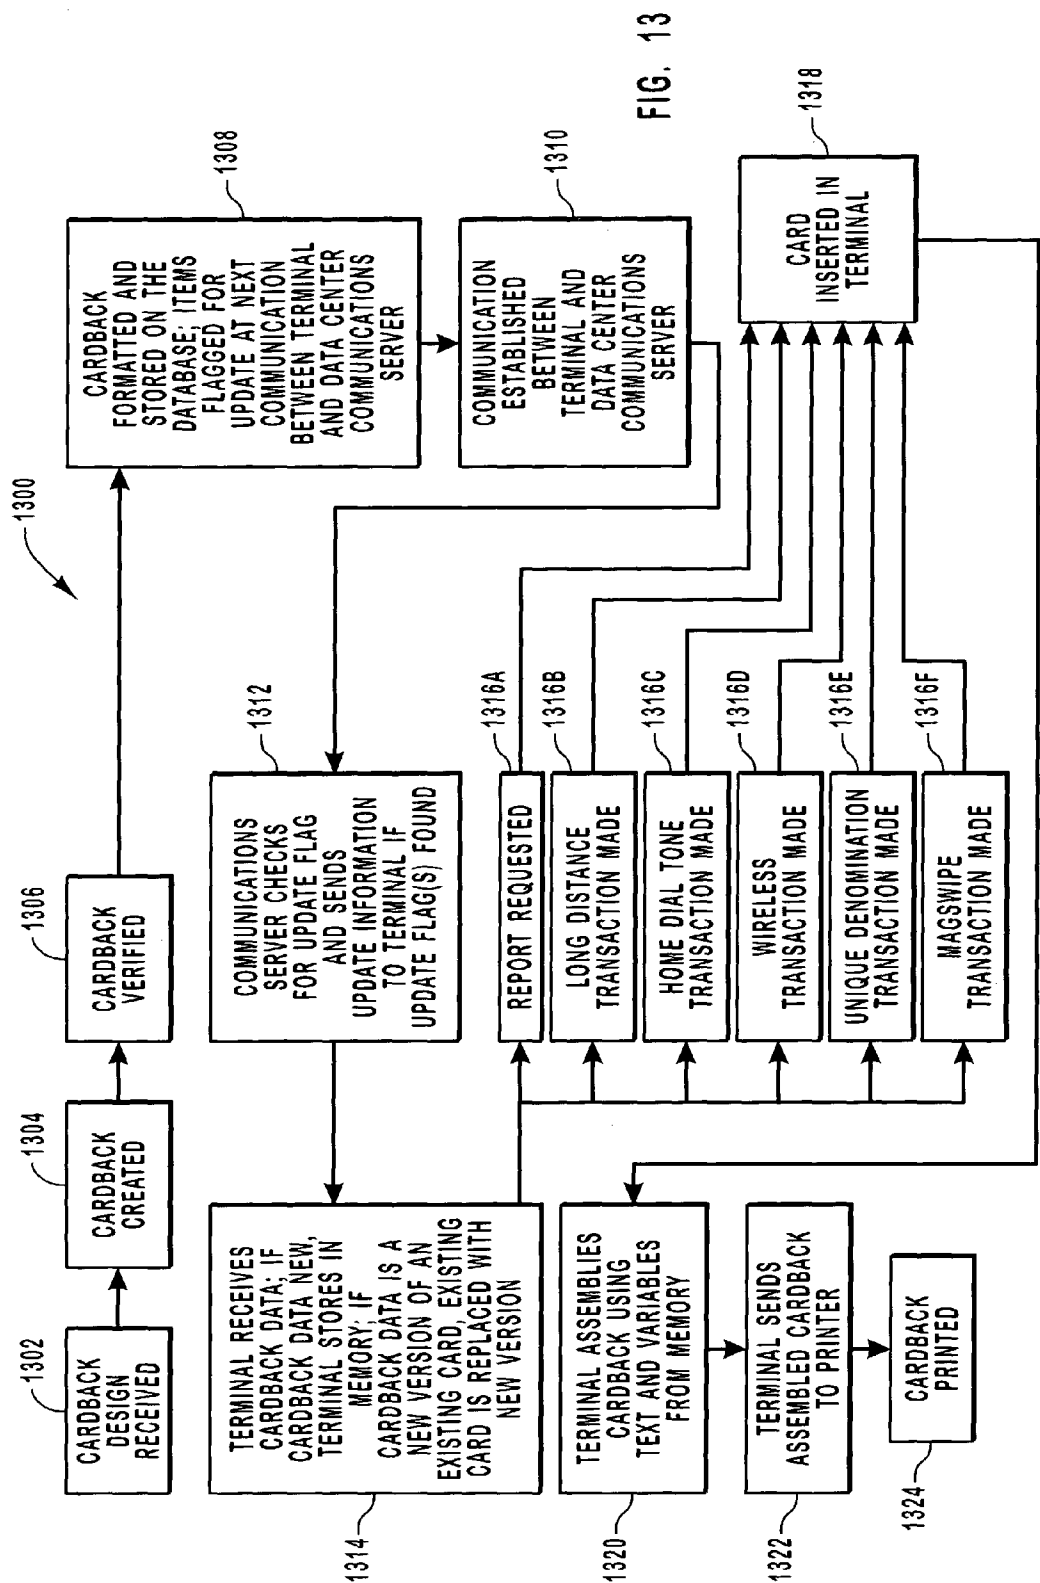 1300
1302
CARDBACK
DESIGN
RECEIVED
1304
CARDBACK
CREATED
1306
CARDBACK
VERIFIED
1308
CARDBACK
FORMATTED AND
STORED ON THE
DATABASE; ITEMS
FLAGGED FOR
UPDATE AT NEXT
COMMUNICATION
BETWEEN TERMINAL
AND DATA CENTER
COMMUNICATIONS
SERVER
1310
COMMUNICATION
ESTABLISHED
BETWEEN
TERMINAL AND
DATA CENTER
COMMUNICATIONS
SERVER
1312
COMMUNICATIONS
SERVER CHECKS
FOR UPDATE FLAG
AND SENDS
UPDATE INFORMATION
TO TERMINAL IF
UPDATE FLAG(S) FOUND
1314
TERMINAL RECEIVES
CARDBACK DATA; IF
CARDBACK DATA NEW,
TERMINAL STORES IN
MEMORY; IF
CARDBACK DATA IS A
NEW VERSION OF AN
EXISTING CARD, EXISTING
CARD IS REPLACED WITH
NEW VERSION
1316A
REPORT REQUESTED
1316B
LONG DISTANCE
TRANSACTION MADE
1316C
HOME DIAL TONE
TRANSACTION MADE
1316D
WIRELESS
TRANSACTION MADE
1316E
UNIQUE DENOMINATION
TRANSACTION MADE
1316F
MAGSWIPE
TRANSACTION MADE
1318
CARD
INSERTED IN
TERMINAL
1320
TERMINAL ASSEMBLIES
CARDBACK USING
TEXT AND VARIABLES
FROM MEMORY
1322
TERMINAL SENDS
ASSEMBLED CARDBACK
TO PRINTER
1324
CARDBACK
PRINTED
FIG. 13